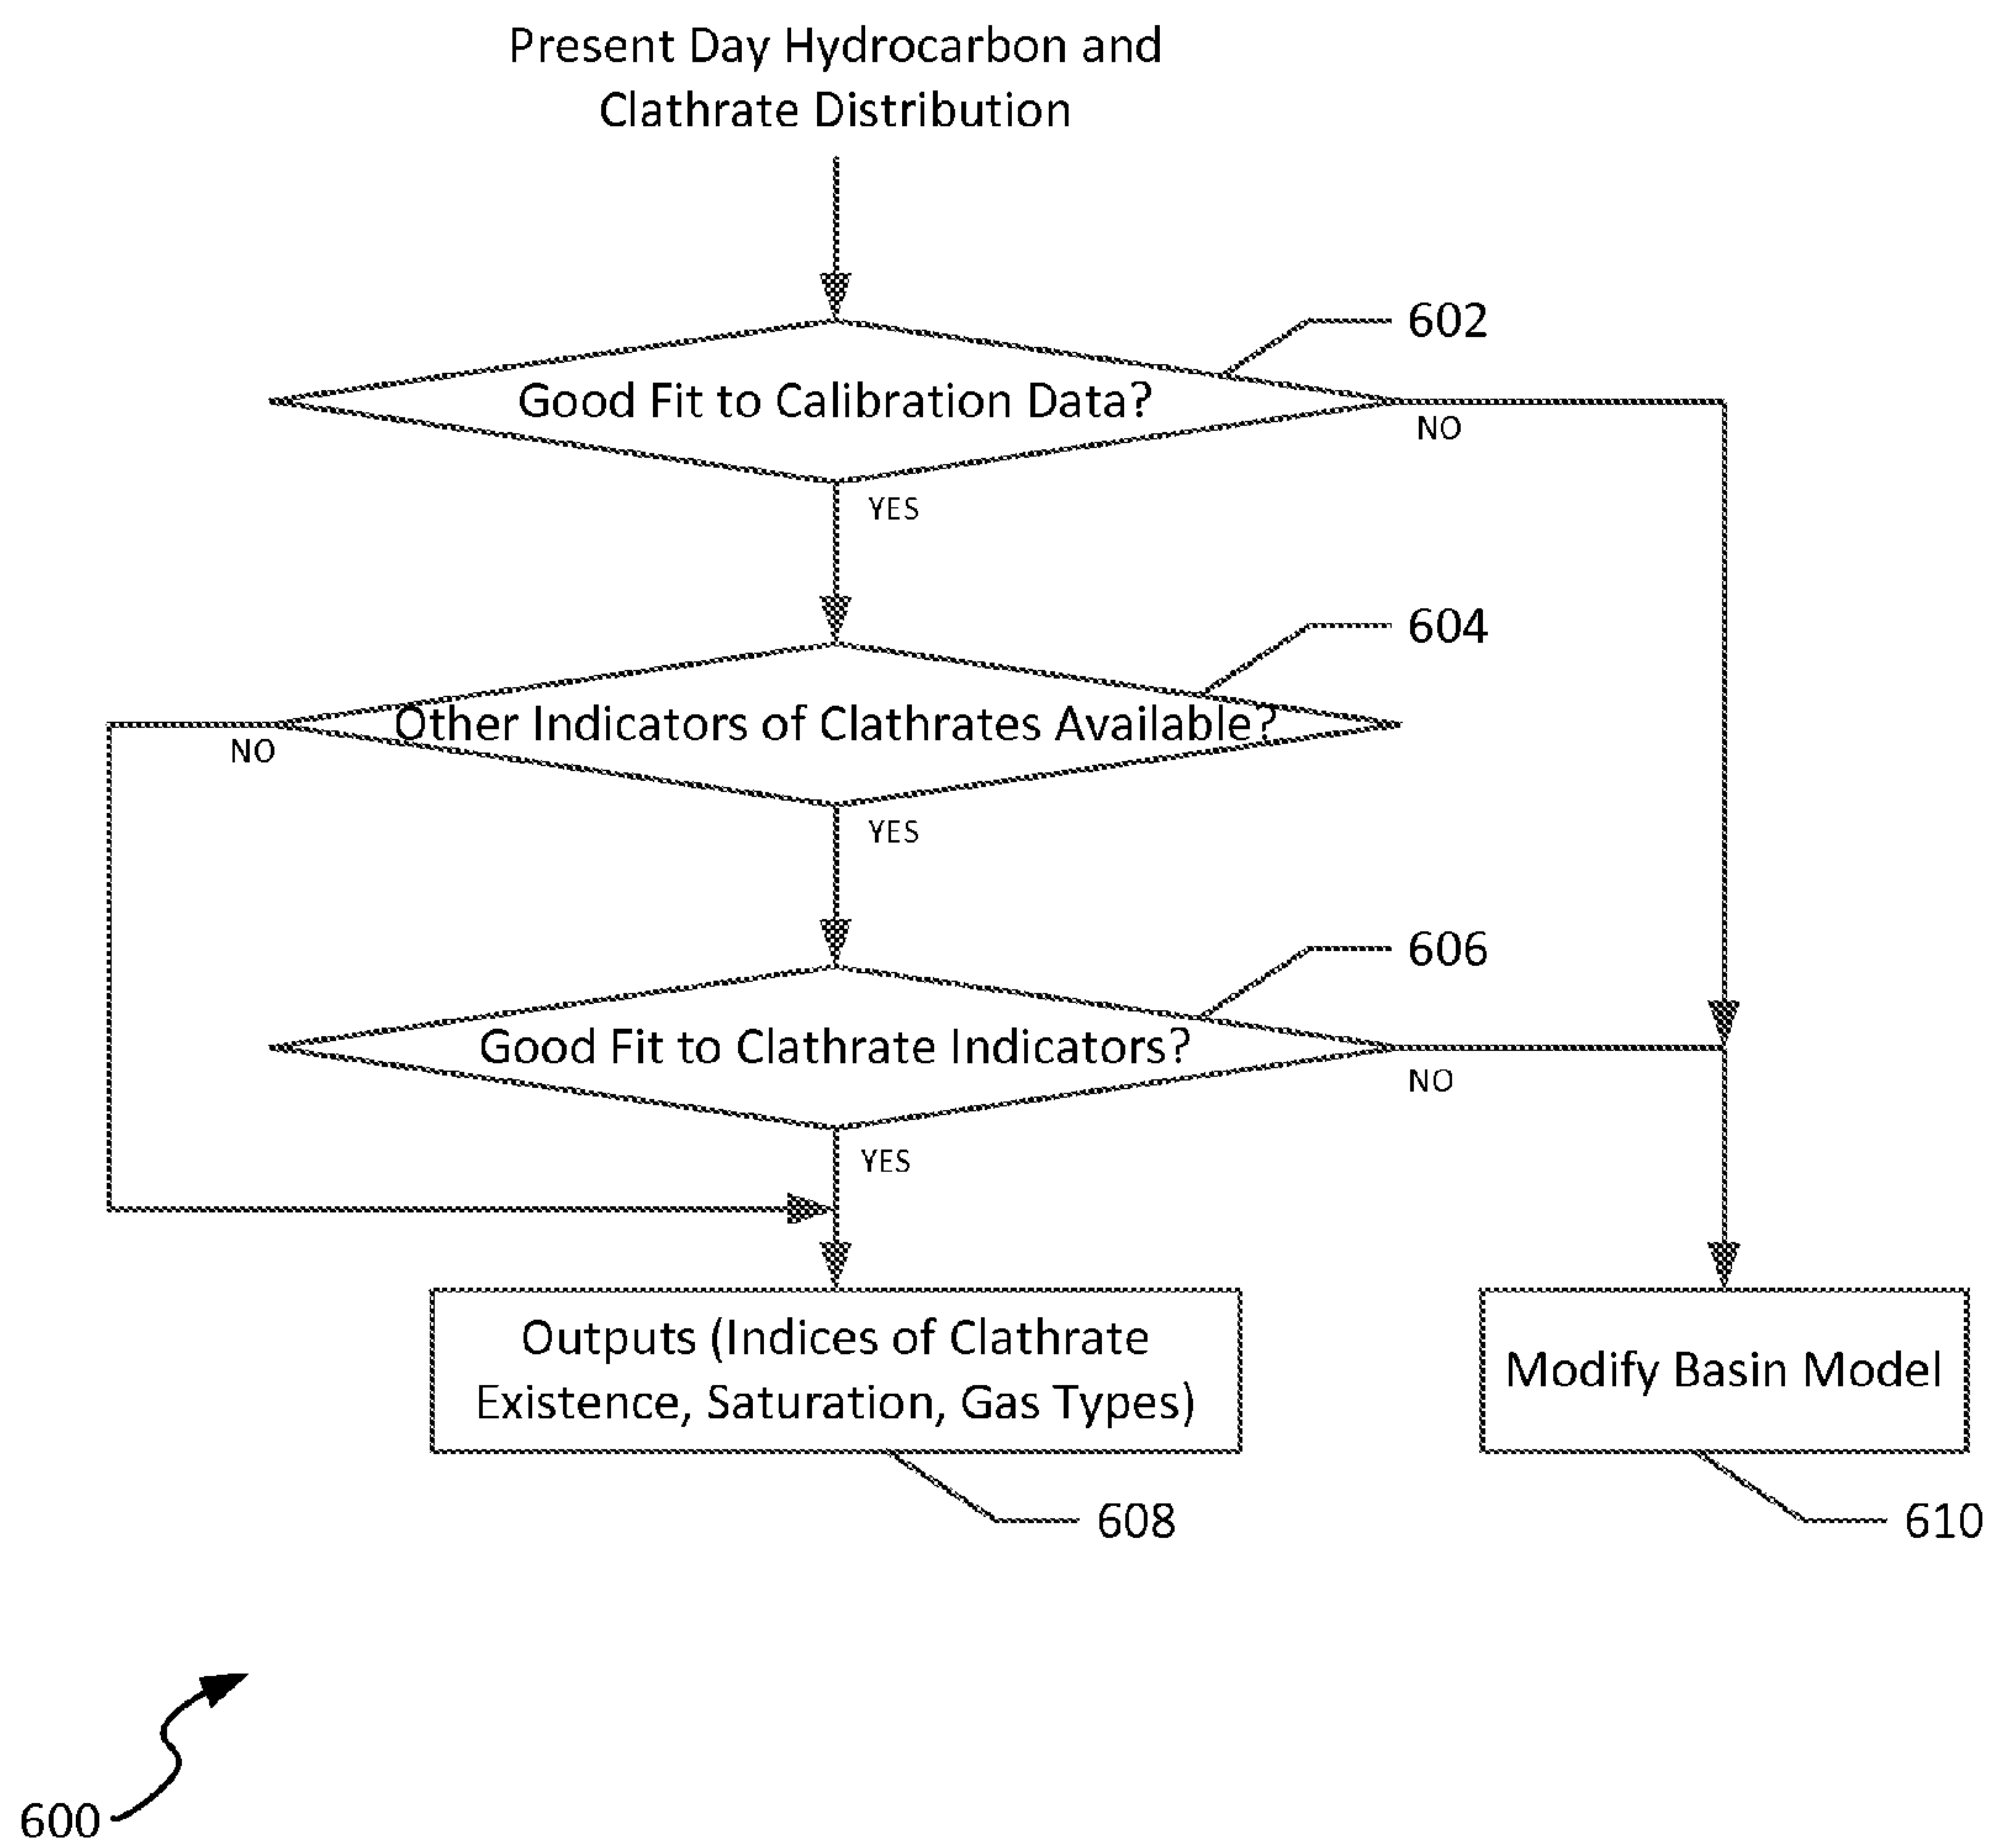 Present Day Hydrocarbon and
Clathrate Distribution
602
Good Fit to Calibration Data?
NO
YES
604
Other Indicators of Clathrates Available?
NO
YES
606
Good Fit to Clathrate Indicators?
NO
YES
Outputs (Indices of Clathrate
Existence, Saturation, Gas Types)
Modify Basin Model
608
610
600